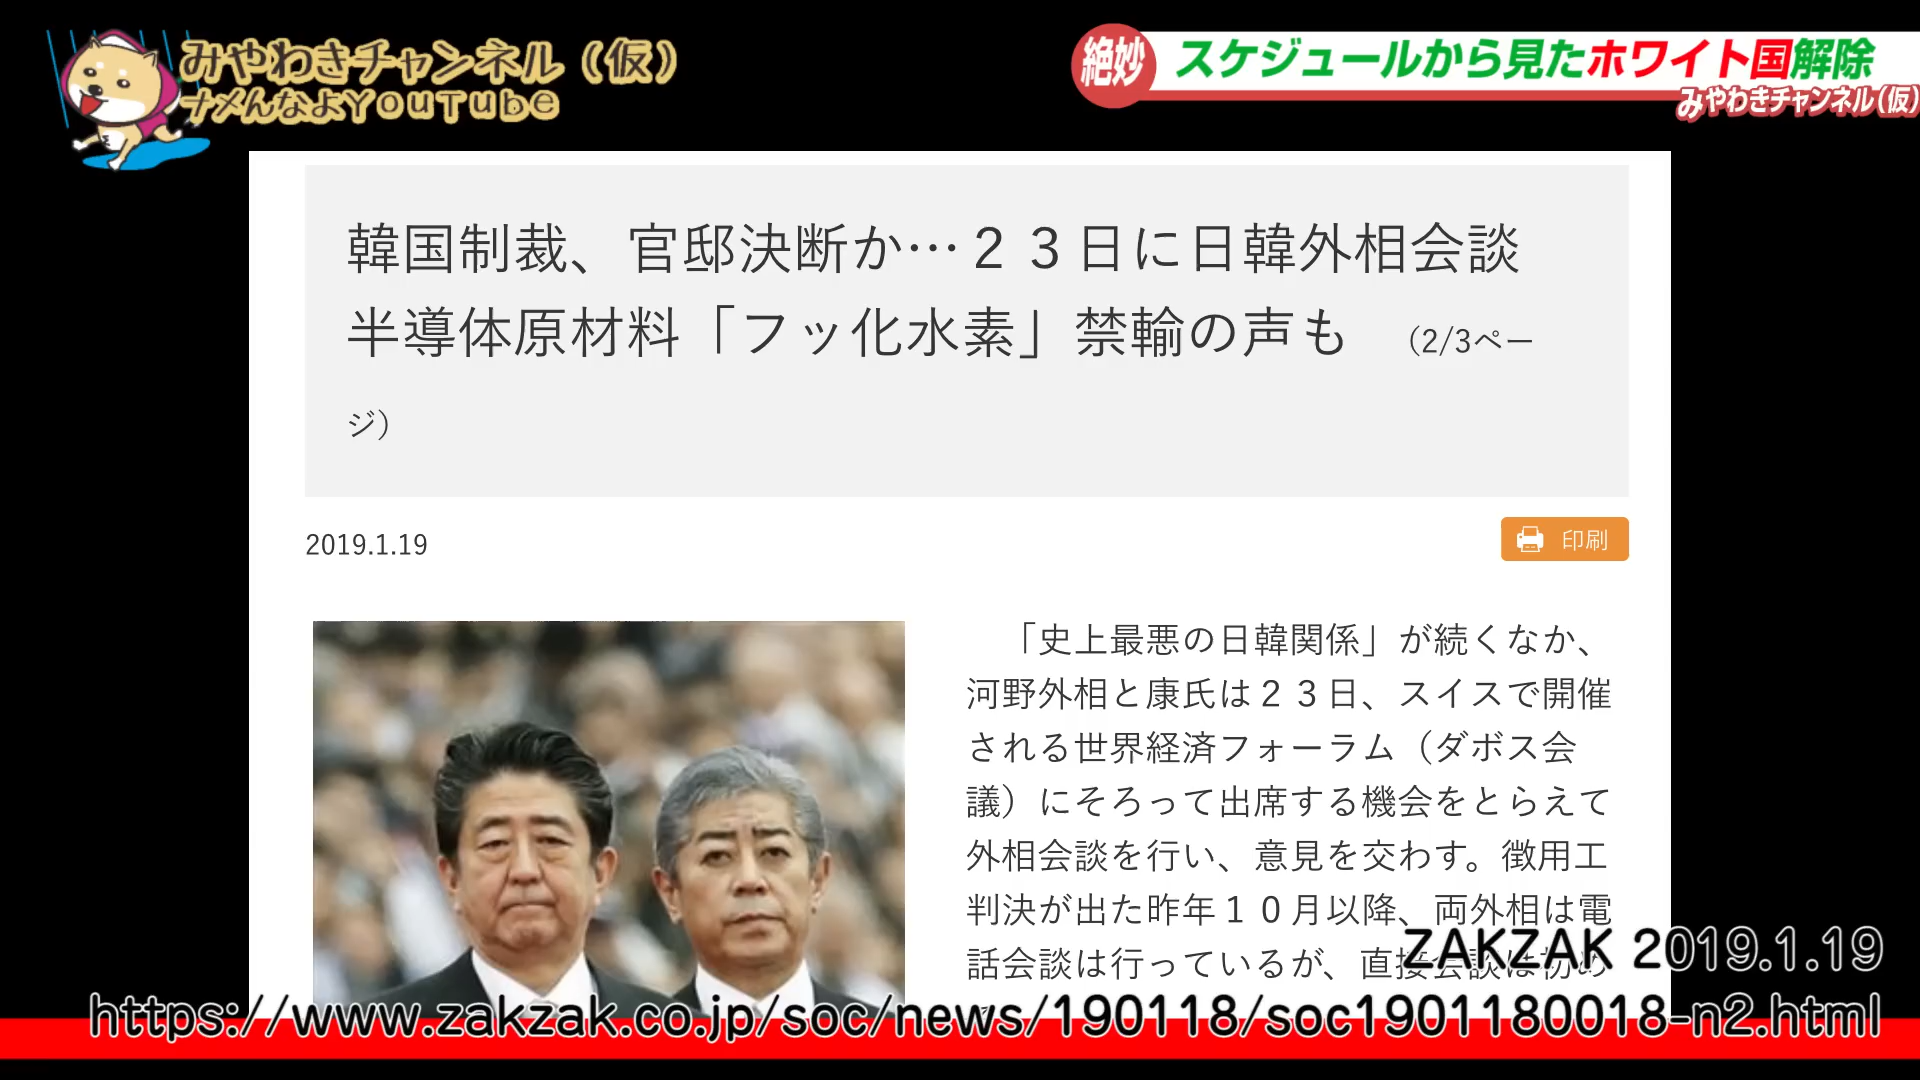 みやわきチャンネル（仮）
ナメんなよYouTube
絶妙
スケジュールから見たホワイト国解除
みやわきチャンネル（仮）
韓国制裁、官邸決断か…２３日に日韓外相会談
半導体原材料「フッ化水素」禁輸の声も （2/3ペー
ジ）
2019.1.19
印刷
「史上最悪の日韓関係」が続くなか、
河野外相と康氏は２３日、スイスで開催
される世界経済フォーラム（ダボス会
議）にそろって出席する機会をとらえて
外相会談を行い、意見を交わす。徴用工
判決が出た昨年１０月以降、両外相は電
話会談は行っているが、直接会談は初め
ZAKZAK 2019.1.19
https://www.zakzak.co.jp/soc/news/190118/soc1901180018-n2.html